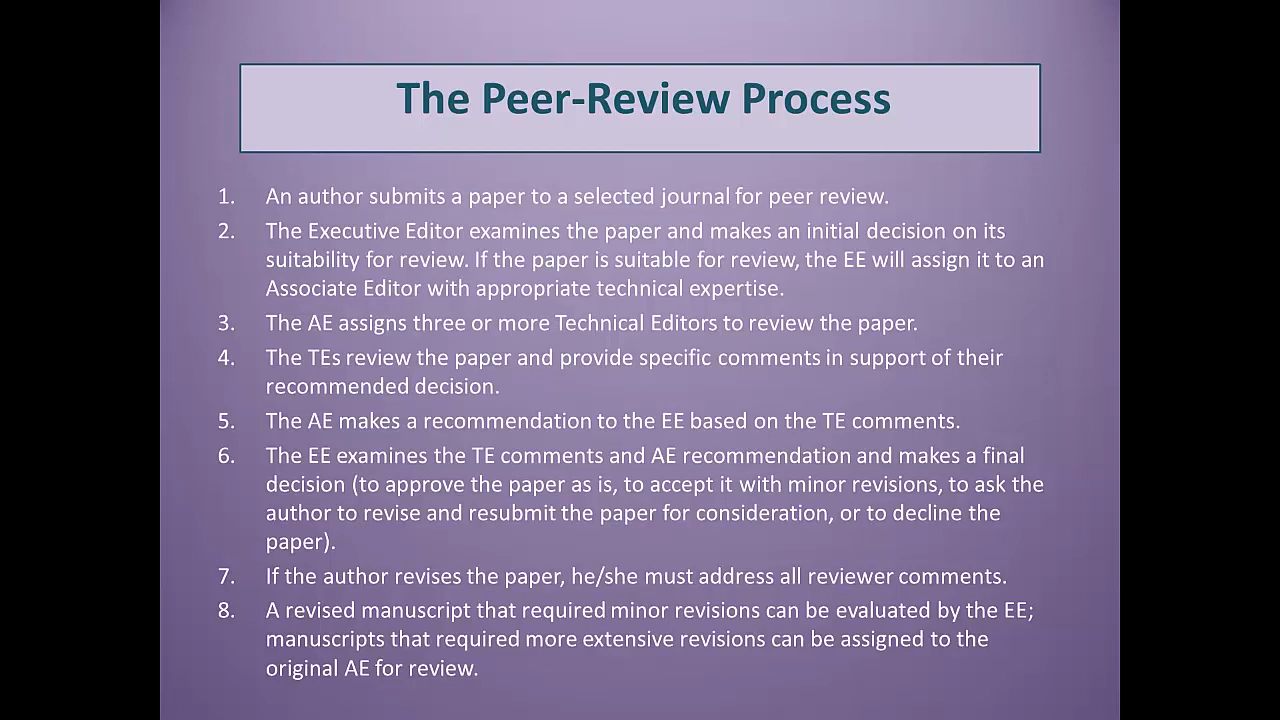 The Peer-Review Process
1. An author submits a paper to a selected journal for peer review.
2. The Executive Editor examines the paper and makes an initial decision on its
suitability for review. If the paper is suitable for review, the EE will assign it to an
Associate Editor with appropriate technical expertise.
3. The AE assigns three or more Technical Editors to review the paper.
4. The TEs review the paper and provide specific comments in support of their
recommended decision.
5. The AE makes a recommendation to the EE based on the TE comments.
6. The EE examines the TE comments and AE recommendation and makes a final
decision (to approve the paper as is, to accept it with minor revisions, to ask the
author to revise and resubmit the paper for consideration, or to decline the
paper).
7. If the author revises the paper, he/she must address all reviewer comments.
8. A revised manuscript that required minor revisions can be evaluated by the EE;
manuscripts that required more extensive revisions can be assigned to the
original AE for review.